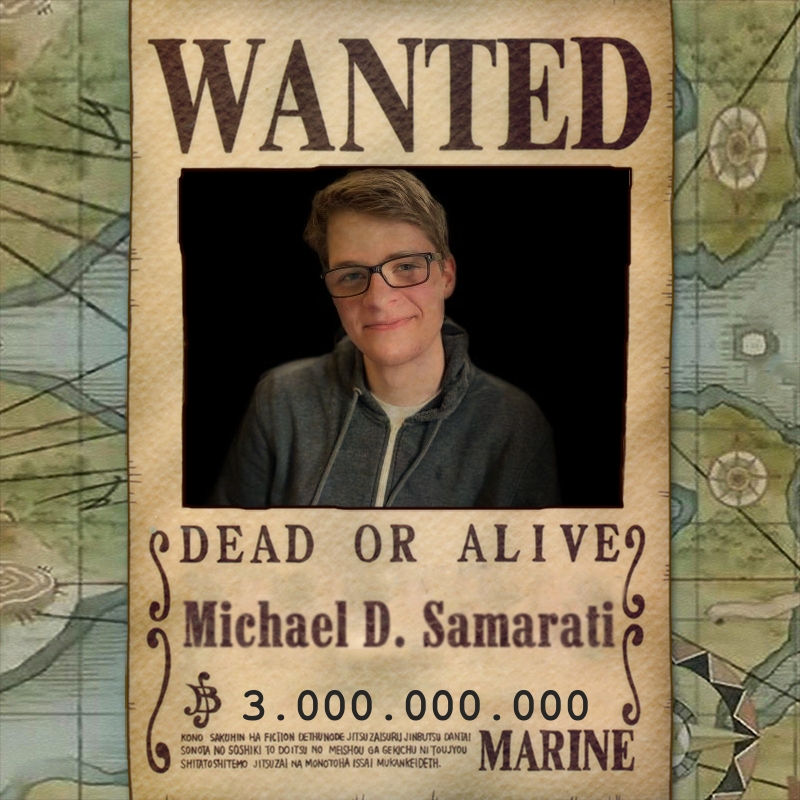 WANTED
DEAD OR ALIVE
Michael D. Samarati
3.000.000.000
KONO SAKUHIN HA FICTION DETHUNODE JITSUZAISURU JINBUTSU DANTAI
SONOTA NO SOSHIKI TO DOITSU NO MEISHOU GA GEKICHU NI TOUJYOU
SHITATOSHITEMO JITSUZAI NA MONOTOHA ISSAI MUKANKEIDETH.
MARINE